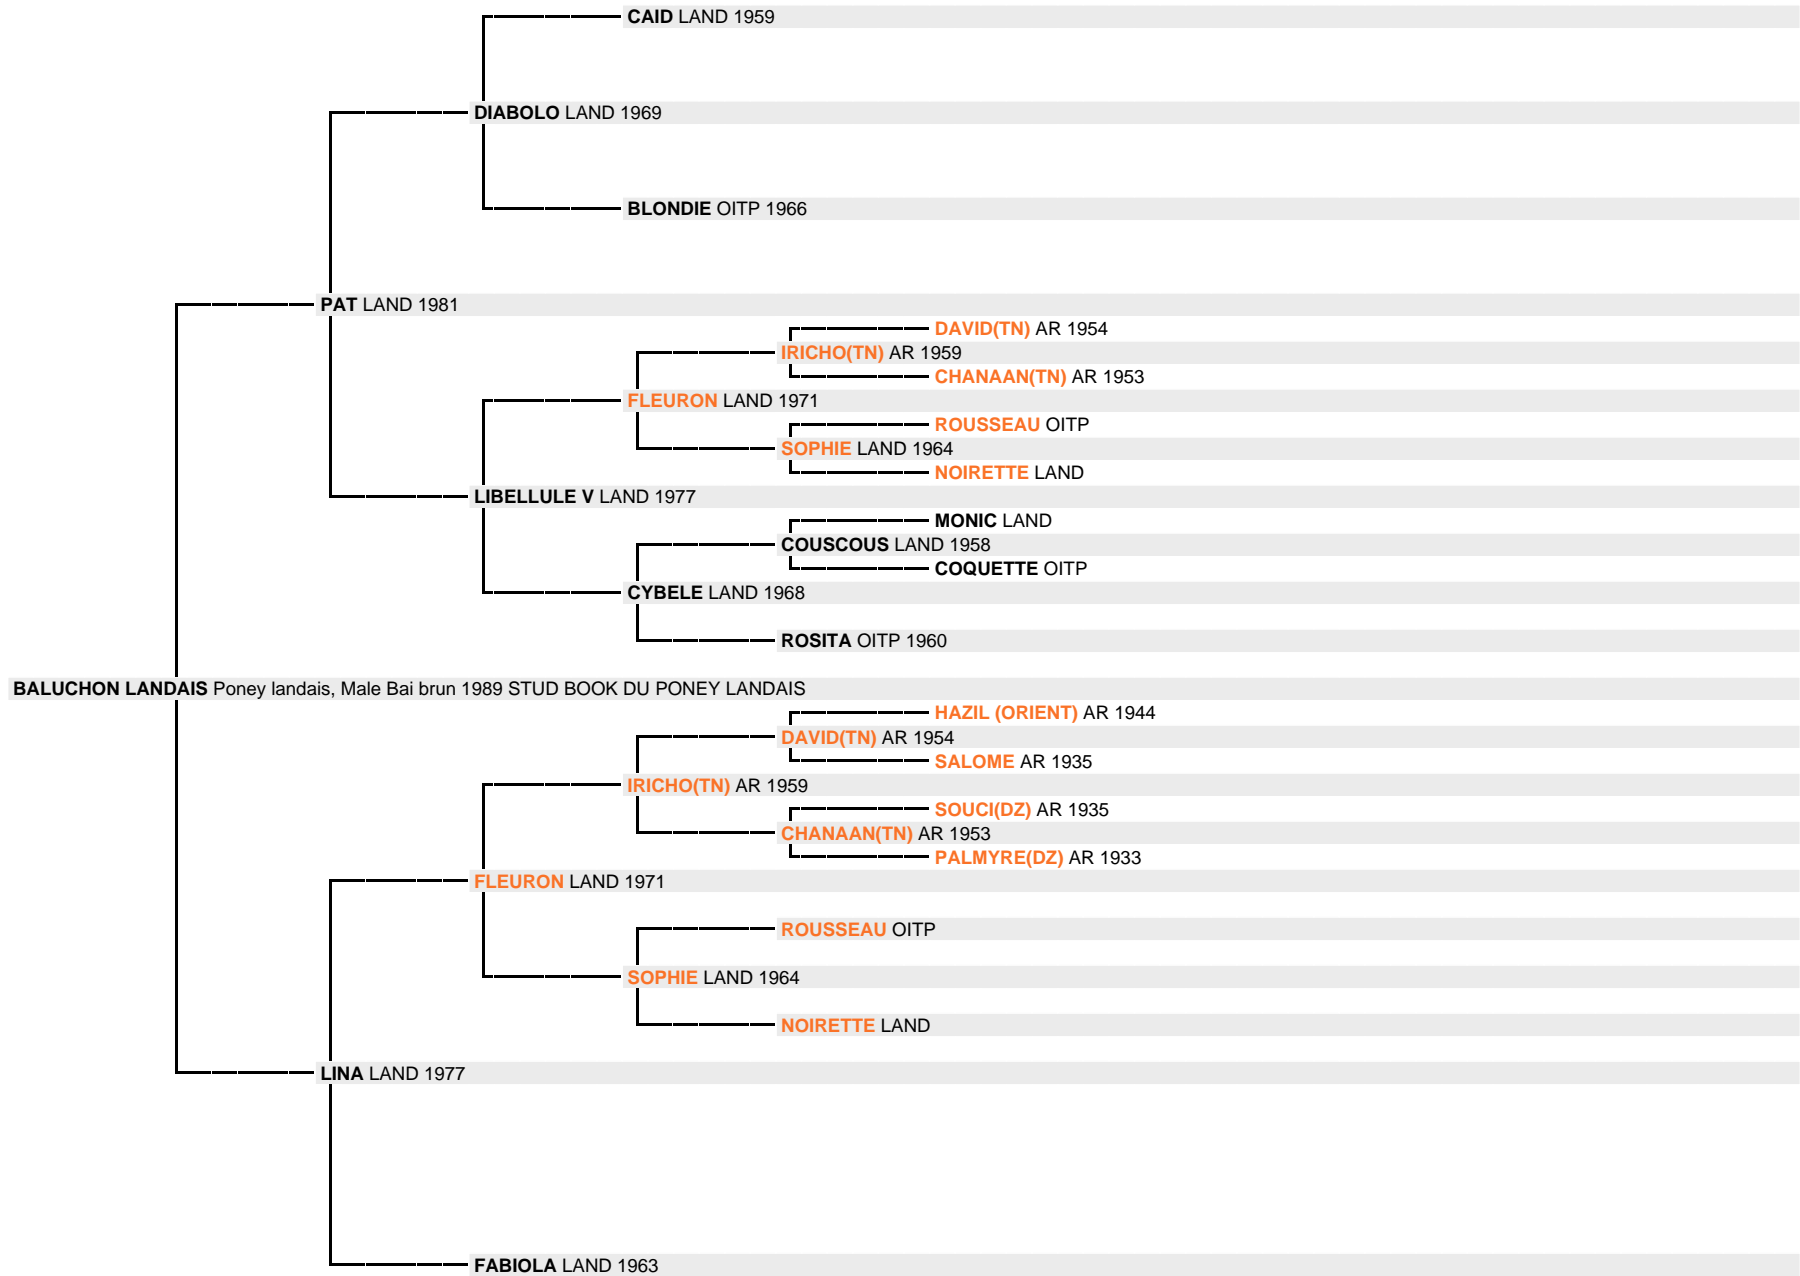 CAID LAND 1959
DIABOLO LAND 1969
BLONDIE OITP 1966
PAT LAND 1981
DAVID(TN) AR 1954
IRICHO(TN) AR 1959
CHANAAN(TN) AR 1953
FLEURON LAND 1971
ROUSSEAU OITP
SOPHIE LAND 1964
NOIRETTE LAND
LIBELLULE V LAND 1977
MONIC LAND
COUSCOUS LAND 1958
COQUETTE OITP
CYBELE LAND 1968
ROSITA OITP 1960
BALUCHON LANDAIS Poney landais, Male Bai brun 1989 STUD BOOK DU PONEY LANDAIS
HAZIL (ORIENT) AR 1944
DAVID(TN) AR 1954
SALOME AR 1935
IRICHO(TN) AR 1959
SOUCI(DZ) AR 1935
CHANAAN(TN) AR 1953
PALMYRE(DZ) AR 1933
FLEURON LAND 1971
ROUSSEAU OITP
SOPHIE LAND 1964
NOIRETTE LAND
LINA LAND 1977
FABIOLA LAND 1963